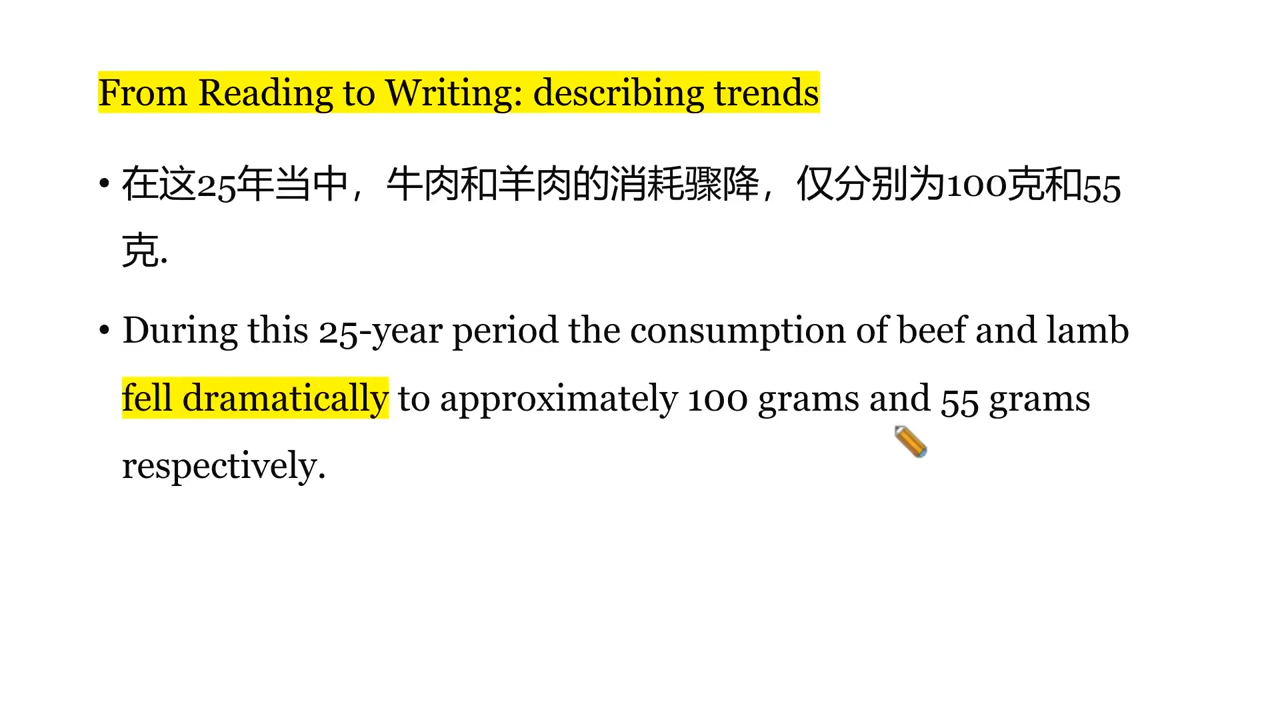 From Reading to Writing: describing trends
• 在这25年当中，牛肉和羊肉的消耗骤降，仅分别为100克和55
克.
• During this 25-year period the consumption of beef and lamb
fell dramatically to approximately 100 grams and 55 grams
respectively.